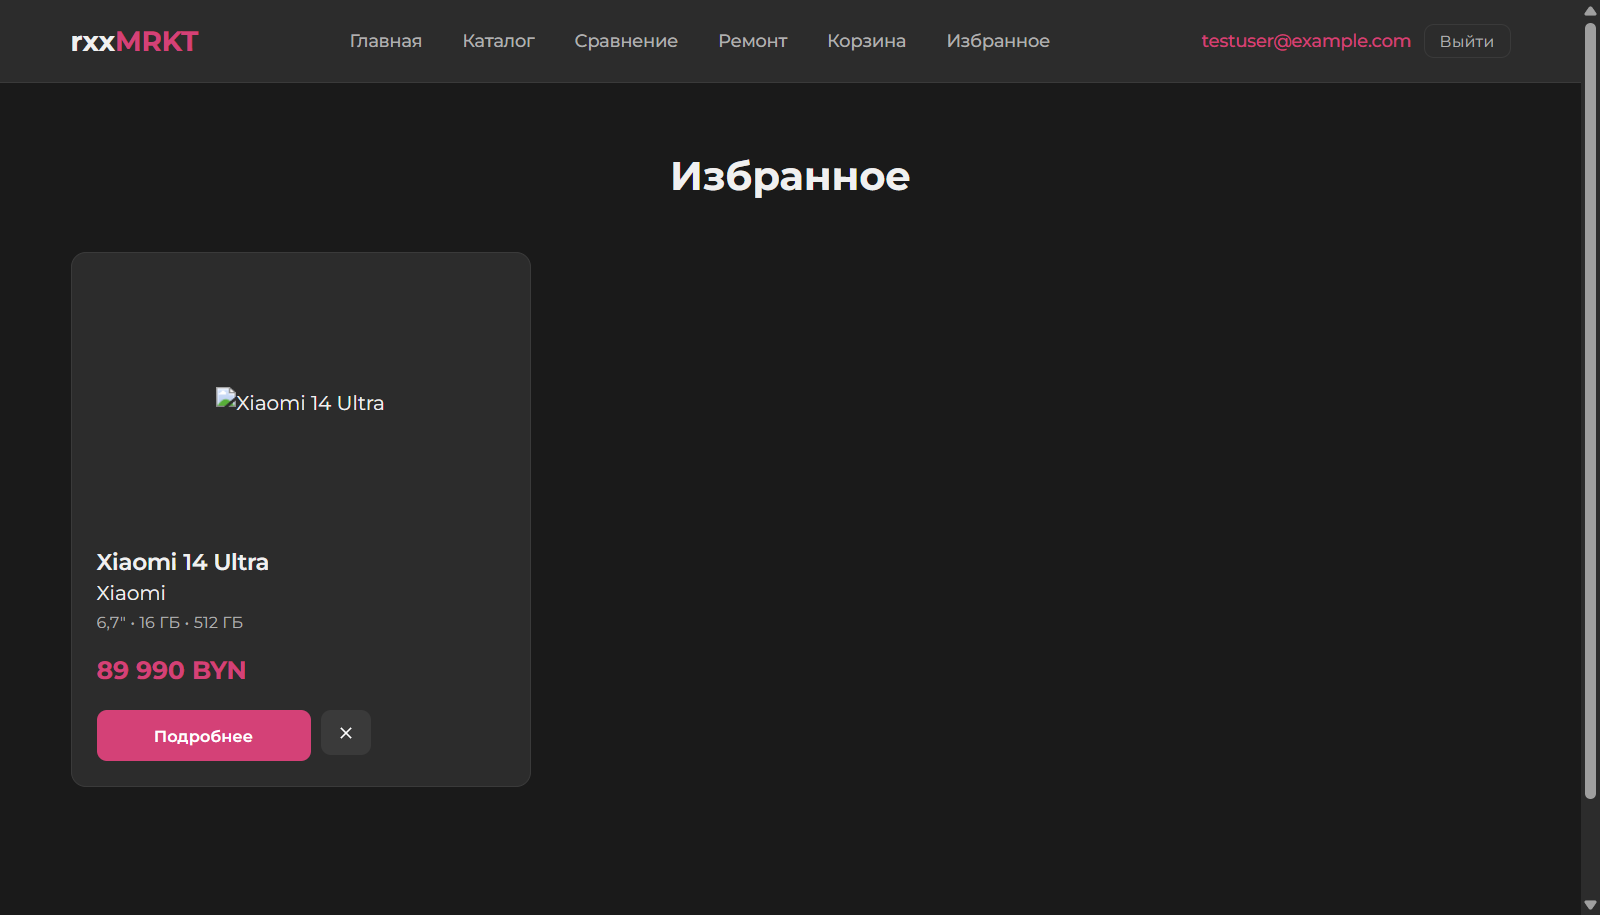 rxxMRKT
Главная Каталог Сравнение Ремонт Корзина Избранное
testuser@example.com Выйти
Избранное
Xiaomi 14 Ultra
Xiaomi 14 Ultra
Xiaomi
6,7" • 16 ГБ • 512 ГБ
89 990 BYN
Подробнее ×